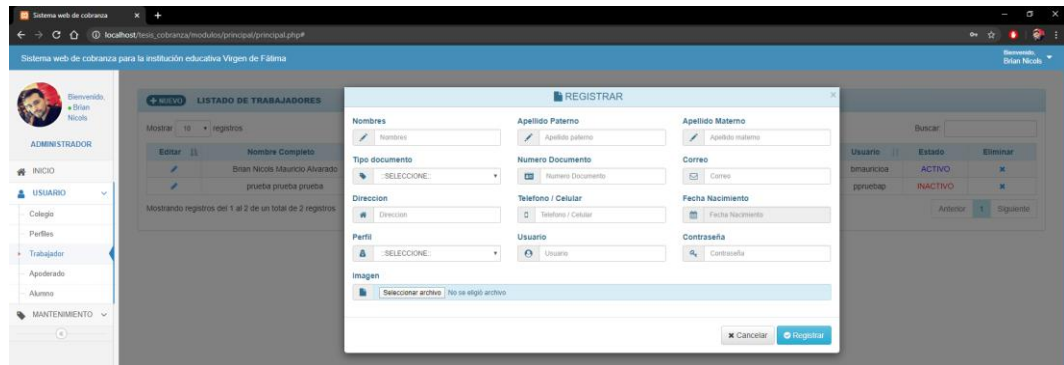 Sistema web de cobranza
localhost/tesis_cobranza/modulos/principal/principal.php#
Sistema web de cobranza para la institución educativa Virgen de Fátima
Bienvenido,
Brian Nicols
Bienvenido,
Brian
Nicols
ADMINISTRADOR
INICIO
USUARIO
Colegio
Perfiles
Trabajador
Apoderado
Alumno
MANTENIMIENTO
NUEVO LISTADO DE TRABAJADORES
Mostrar 10 registros
Buscar:
Editar Nombre Completo Usuario Estado Eliminar
Brian Nicols Mauricio Alvarado bmauricioa ACTIVO
prueba prueba prueba ppruebap INACTIVO
Mostrando registros del 1 al 2 de un total de 2 registros
Anterior 1 Siguiente
REGISTRAR
Nombres Apellido Paterno Apellido Materno
Nombres Apellido paterno Apellido materno
Tipo documento Numero Documento Correo
::SELECCIONE:: Numero Documento Correo
Direccion Telefono / Celular Fecha Nacimiento
Direccion Telefono / Celular Fecha Nacimiento
Perfil Usuario Contraseña
::SELECCIONE:: Usuario Contraseña
Imagen
Seleccionar archivo No se eligió archivo
Cancelar Registrar